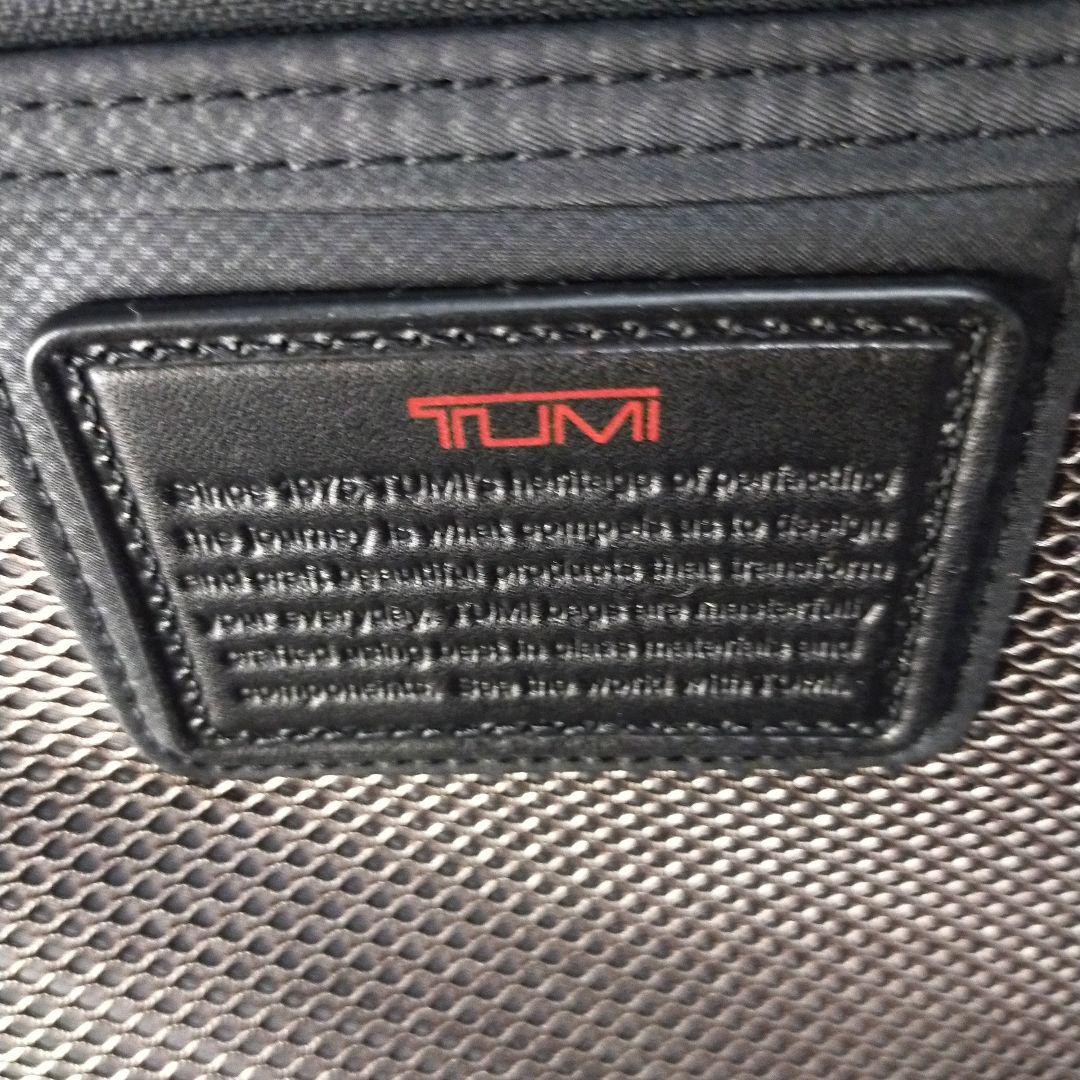 TUMI
Since 1975, TUMI's heritage of perfecting
the journey is what compels us to design
and craft beautiful products that transform
your everyday. TUMI bags are masterfully
crafted using best in class materials and
components. See the world with TUMI.